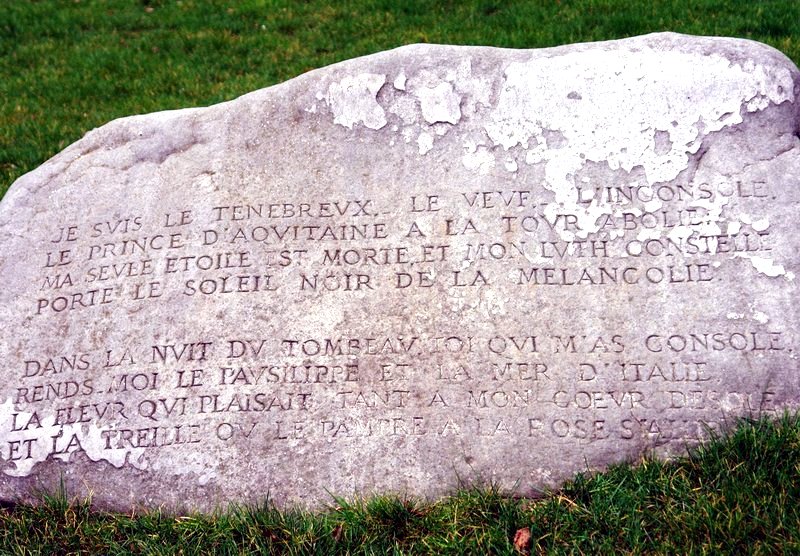 JE SVIS LE TENEBREVX._ LE VEVF._ L'INCONSOLE.
LE PRINCE D'AQVITAINE A LA TOVR ABOLIE:
MA SEVLE ETOILE EST MORTE, ET MON LVTH CONSTELLE
PORTE LE SOLEIL NOIR DE LA MELANCOLIE.
DANS LA NVIT DV TOMBEAV, TOI QVI M'AS CONSOLE.
RENDS-MOI LE PAVSILIPPE ET LA MER D'ITALIE
LA FLEVR QVI PLAISAIT TANT A MON COEVR DESOLE
ET LA TREILLE OV LE PAMPRE A LA ROSE